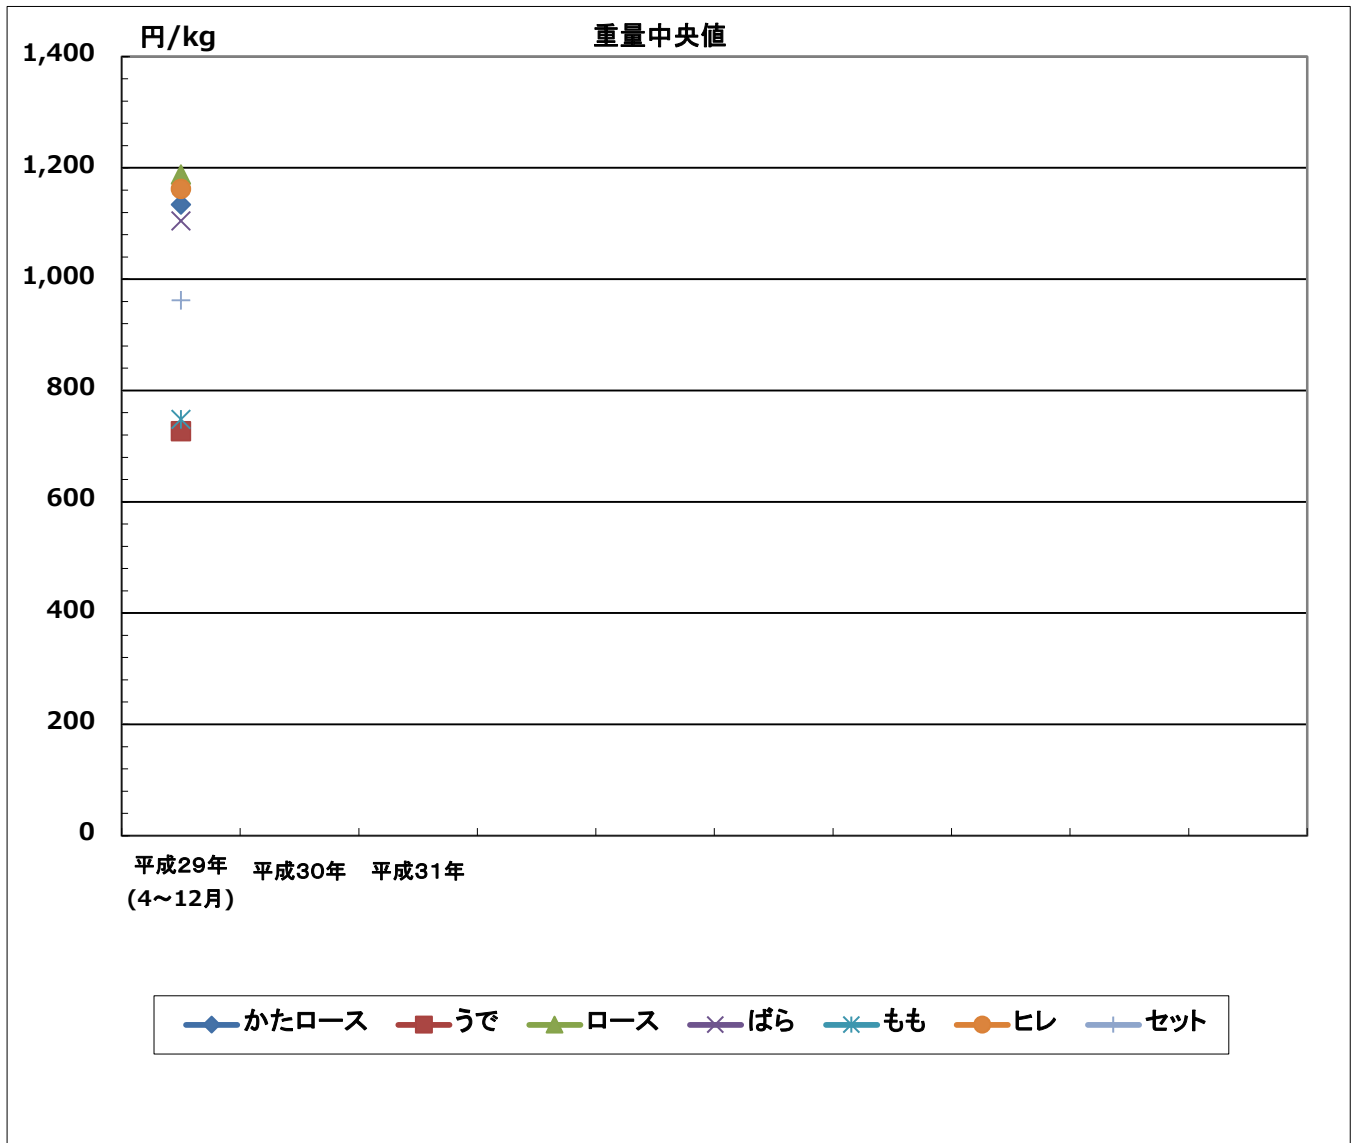 円/kg
重量中央値
1,400
1,200
1,000
800
600
400
200
0
平成29年
(4～12月)
平成30年
平成31年
かたロース
うで
ロース
ばら
もも
ヒレ
セット